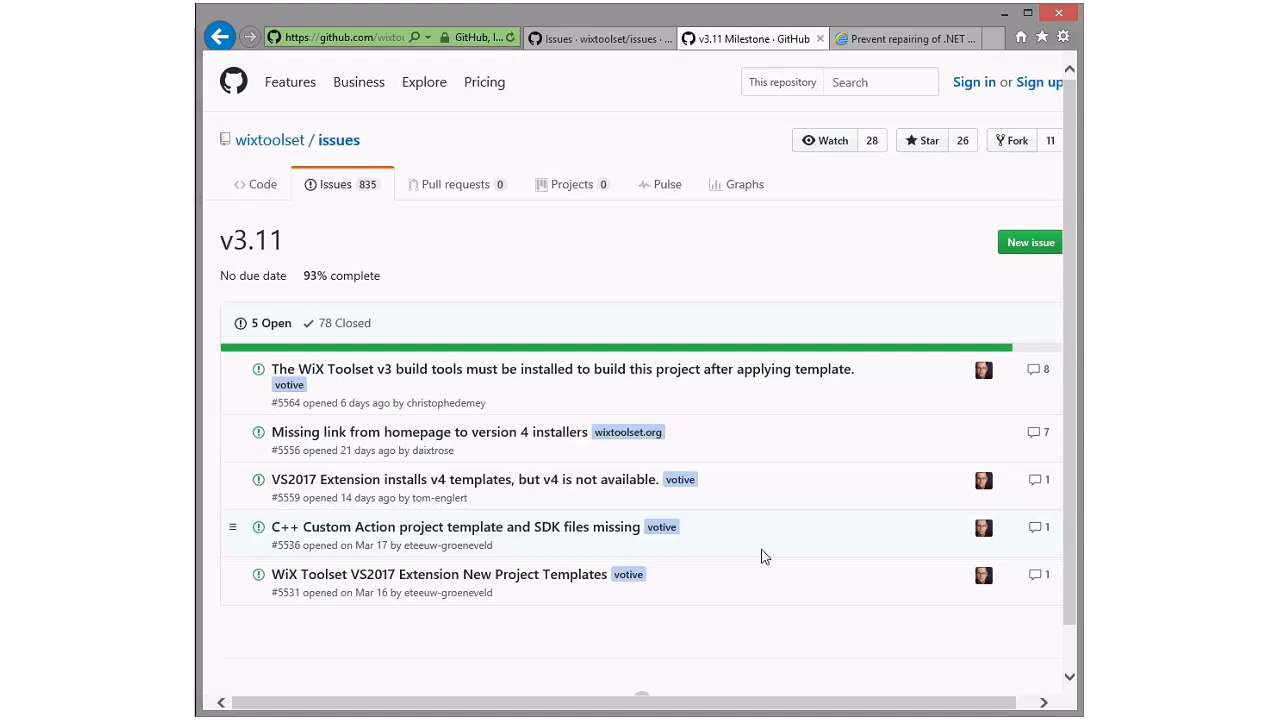 https://github.com/wixto
GitHub, I...
Issues · wixtoolset/issues · ...
v3.11 Milestone · GitHub
Prevent repairing of .NET ...
Features Business Explore Pricing
This repository Search
Sign in or Sign up
wixtoolset / issues
Watch 28 Star 26 Fork 11
Code Issues 835 Pull requests 0 Projects 0 Pulse Graphs
v3.11
New issue
No due date 93% complete
5 Open 78 Closed
The WiX Toolset v3 build tools must be installed to build this project after applying template. 8
votive
#5564 opened 6 days ago by christophedemey
Missing link from homepage to version 4 installers wixtoolset.org 7
#5556 opened 21 days ago by daixtrose
VS2017 Extension installs v4 templates, but v4 is not available. votive 1
#5559 opened 14 days ago by tom-englert
C++ Custom Action project template and SDK files missing votive 1
#5536 opened on Mar 17 by eteeuw-groeneveld
WiX Toolset VS2017 Extension New Project Templates votive 1
#5531 opened on Mar 16 by eteeuw-groeneveld